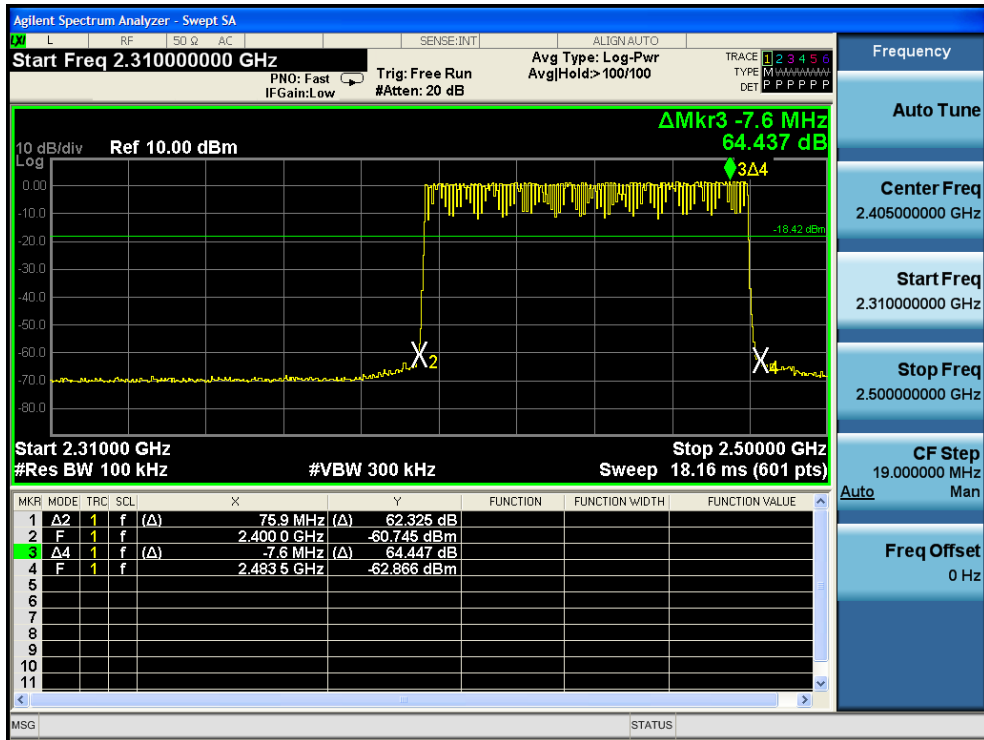 Agilent Spectrum Analyzer - Swept SA
LXI L RF 50 Ω AC SENSE:INT ALIGN AUTO
Start Freq 2.310000000 GHz
PNO: Fast
IFGain:Low
Trig: Free Run
#Atten: 20 dB
Avg Type: Log-Pwr
Avg|Hold:> 100/100
TRACE 1 2 3 4 5 6
TYPE M
DET P P P P P P
ΔMkr3 -7.6 MHz
64.437 dB
10 dB/div Ref 10.00 dBm
Log
3Δ4
0.00
-10.0
-18.42 dBm
-20.0
-30.0
-40.0
-50.0
-60.0
2
4
-70.0
-80.0
Start 2.31000 GHz Stop 2.50000 GHz
#Res BW 100 kHz #VBW 300 kHz Sweep 18.16 ms (601 pts)
MKR MODE TRC SCL X Y FUNCTION FUNCTION WIDTH FUNCTION VALUE
1 Δ2 1 f (Δ) 75.9 MHz (Δ) 62.325 dB
2 F 1 f 2.400 0 GHz -60.745 dBm
3 Δ4 1 f (Δ) -7.6 MHz (Δ) 64.447 dB
4 F 1 f 2.483 5 GHz -62.866 dBm
5
6
7
8
9
10
11
MSG STATUS
Frequency
Auto Tune
Center Freq
2.405000000 GHz
Start Freq
2.310000000 GHz
Stop Freq
2.500000000 GHz
CF Step
19.000000 MHz
Auto Man
Freq Offset
0 Hz